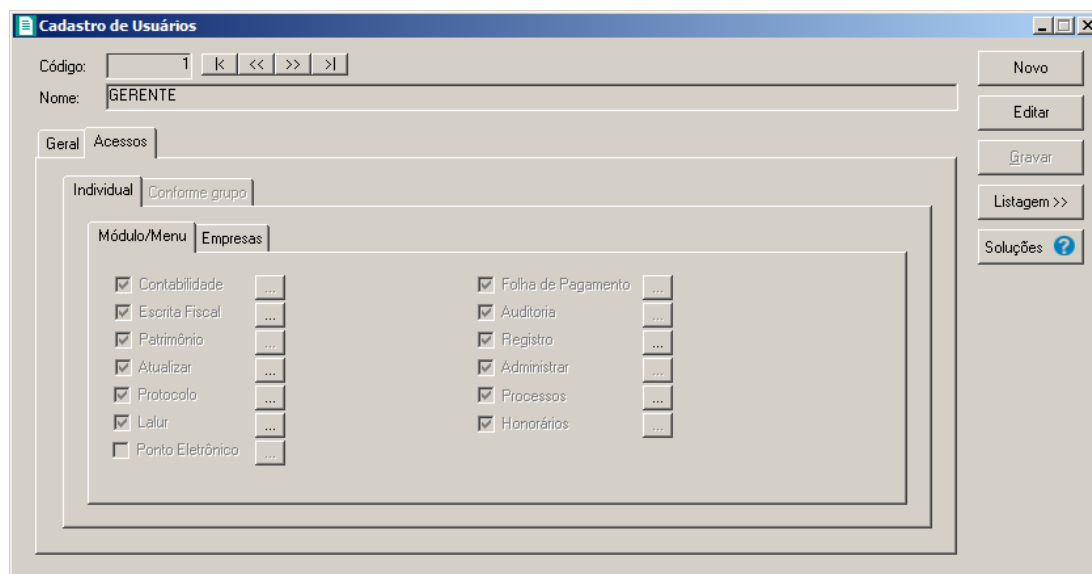 Cadastro de Usuários
Código: 1 |< << >> >|
Novo
Nome: GERENTE
Editar
Geral Acessos
Gravar
Individual Conforme grupo
Listagem >>
Módulo/Menu Empresas
Soluções ?
Contabilidade ... Folha de Pagamento ...
Escrita Fiscal ... Auditoria ...
Patrimônio ... Registro ...
Atualizar ... Administrar ...
Protocolo ... Processos ...
Lalur ... Honorários ...
Ponto Eletrônico ...